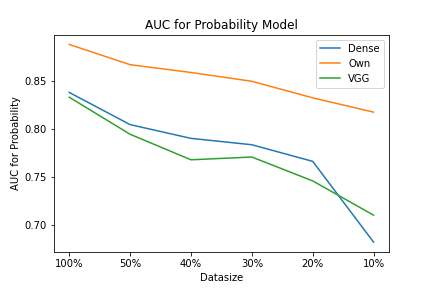 AUC for Probability Model
Dense
Own
VGG
AUC for Probability
0.85
0.80
0.75
0.70
100%
50%
40%
30%
20%
10%
Datasize